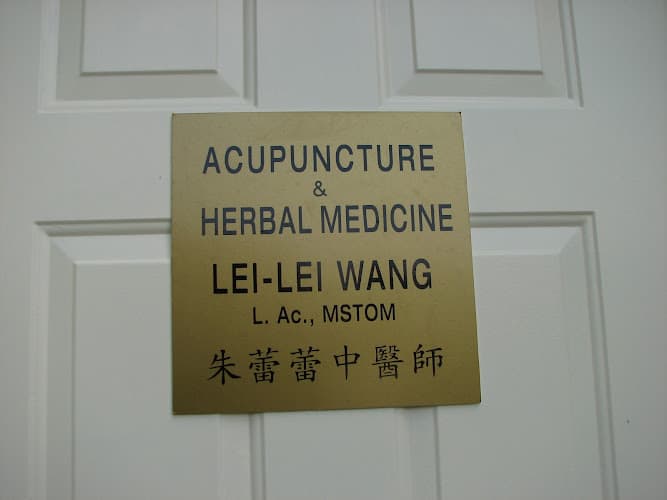 ACUPUNCTURE
&
HERBAL MEDICINE
LEI-LEI WANG
L. Ac., MSTOM
朱蕾蕾中醫師